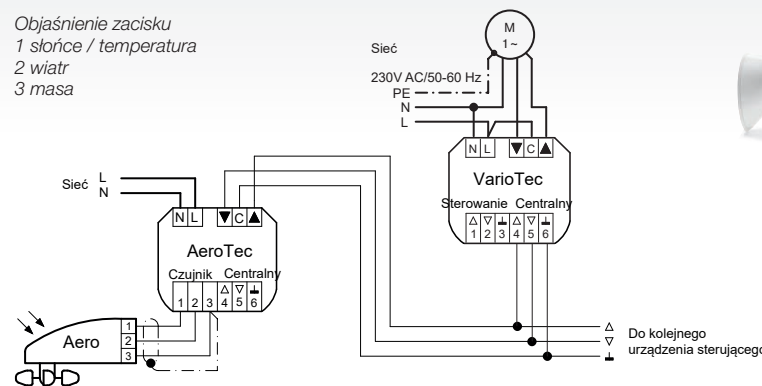 Objaśnienie zacisku
1 słońce / temperatura
2 wiatr
3 masa
M
1~
Sieć
230V AC/50-60 Hz
PE
N
L
N L ▼ C ▲
VarioTec
Sterowanie Centralny
△ ▽ ┻ △ ▽ ┻
1 2 3 4 5 6
Sieć L
N
N L ▼ C ▲
AeroTec
Czujnik Centralny
△ ▽ ┻
1 2 3 4 5 6
Aero
1
2
3
△
▽
┻
Do kolejnego
urządzenia sterującego